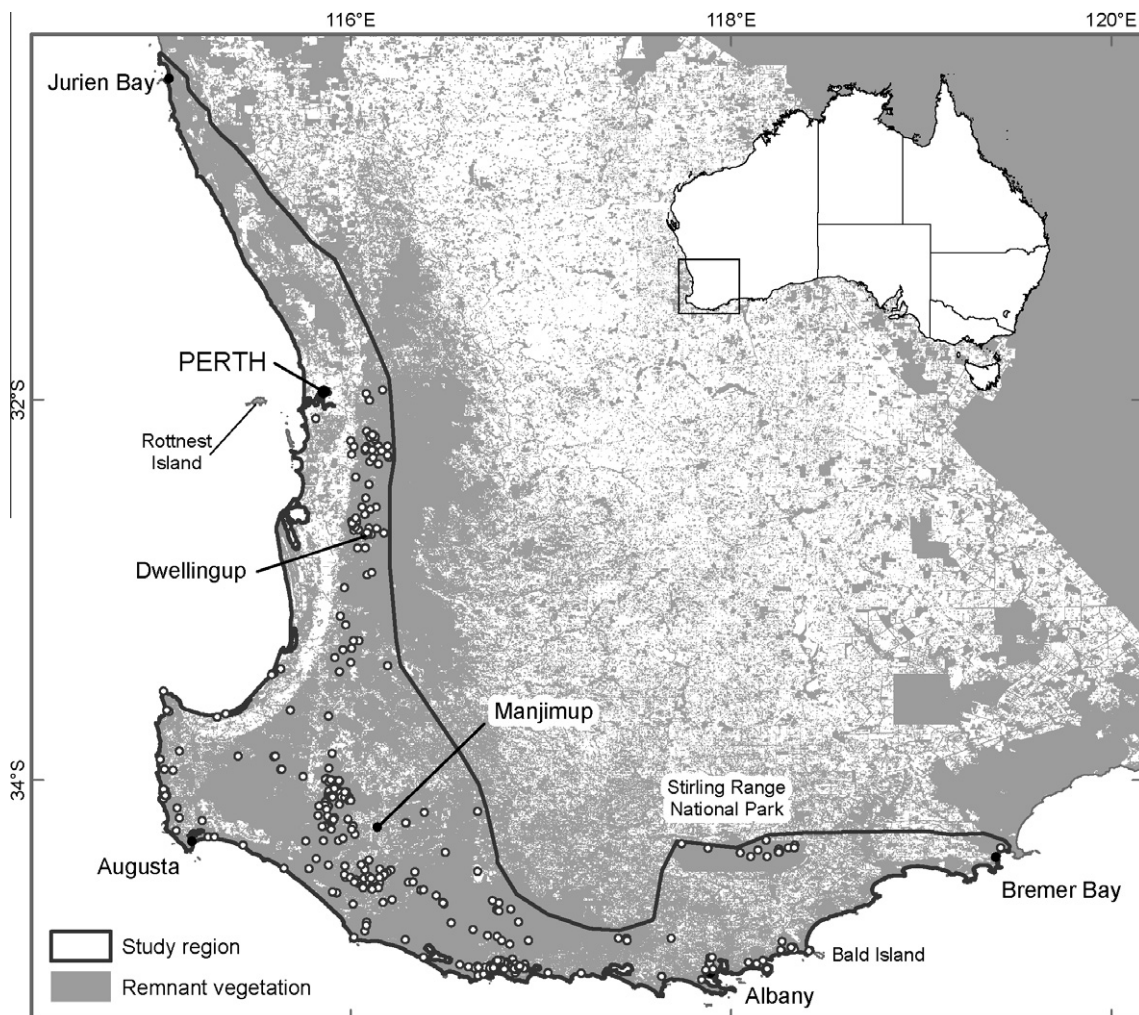 116°E
118°E
120°E
Jurien Bay
PERTH
32°S
Rottnest
Island
Dwellingup
Manjimup
34°S
Stirling Range
National Park
Augusta
Bremer Bay
Study region
Bald Island
Remnant vegetation
Albany